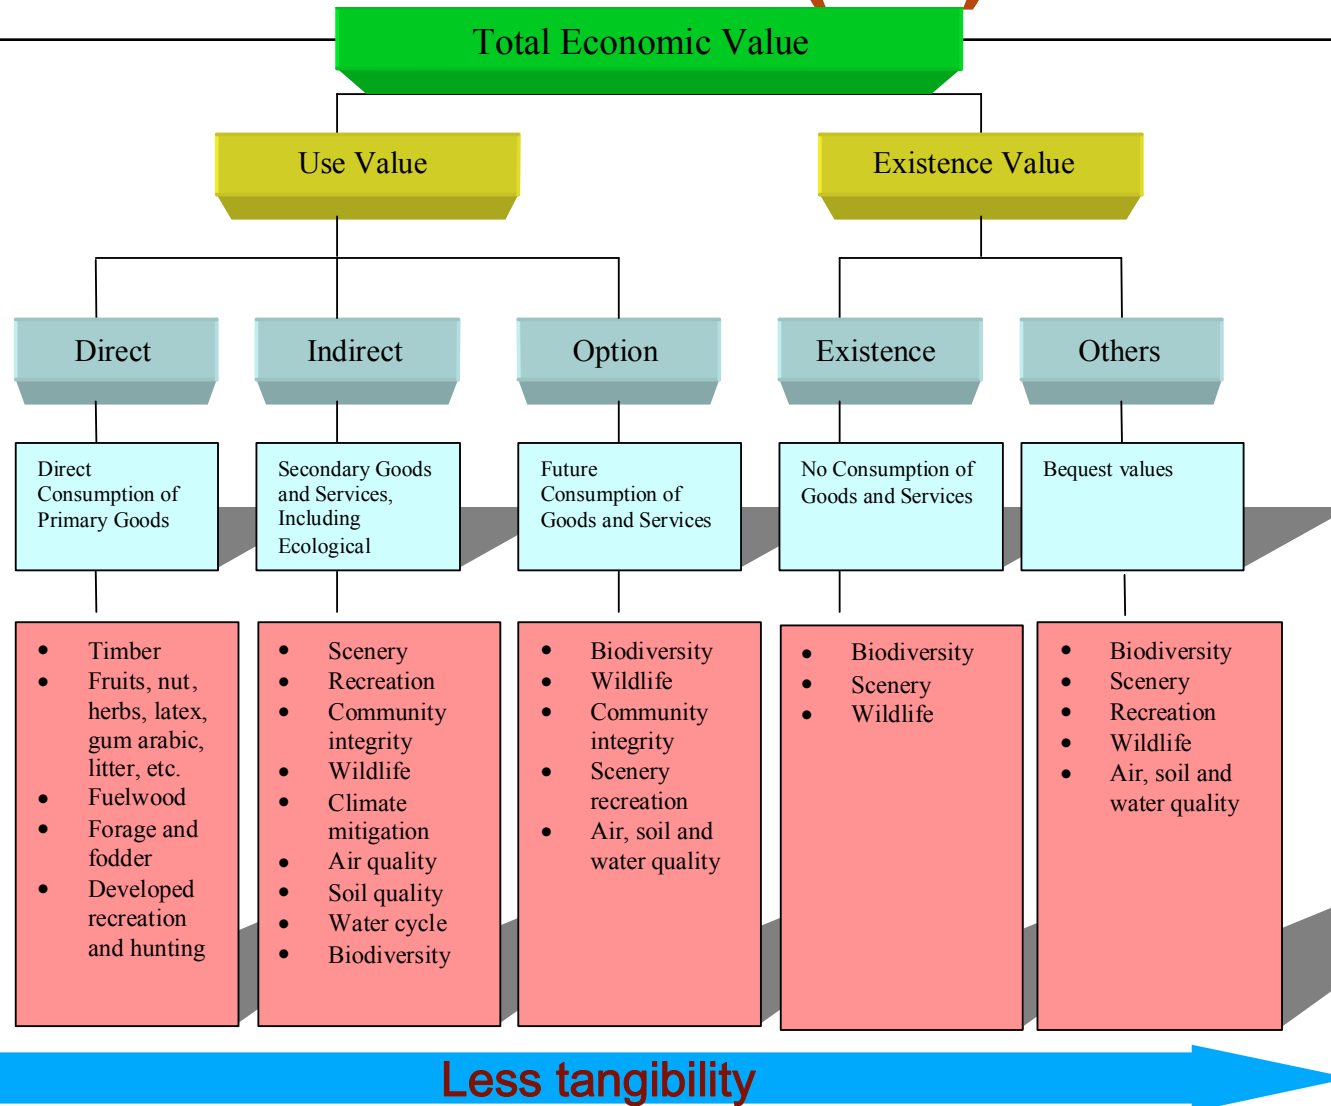 Total Economic Value
Use Value
Existence Value
Direct
Indirect
Option
Existence
Others
Direct
Consumption of
Primary Goods
Secondary Goods
and Services,
Including
Ecological
Future
Consumption of
Goods and Services
No Consumption of
Goods and Services
Bequest values
• Timber
• Fruits, nut,
herbs, latex,
gum arabic,
litter, etc.
• Fuelwood
• Forage and
fodder
• Developed
recreation
and hunting
• Scenery
• Recreation
• Community
integrity
• Wildlife
• Climate
mitigation
• Air quality
• Soil quality
• Water cycle
• Biodiversity
• Biodiversity
• Wildlife
• Community
integrity
• Scenery
recreation
• Air, soil and
water quality
• Biodiversity
• Scenery
• Wildlife
• Biodiversity
• Scenery
• Recreation
• Wildlife
• Air, soil and
water quality
Less tangibility